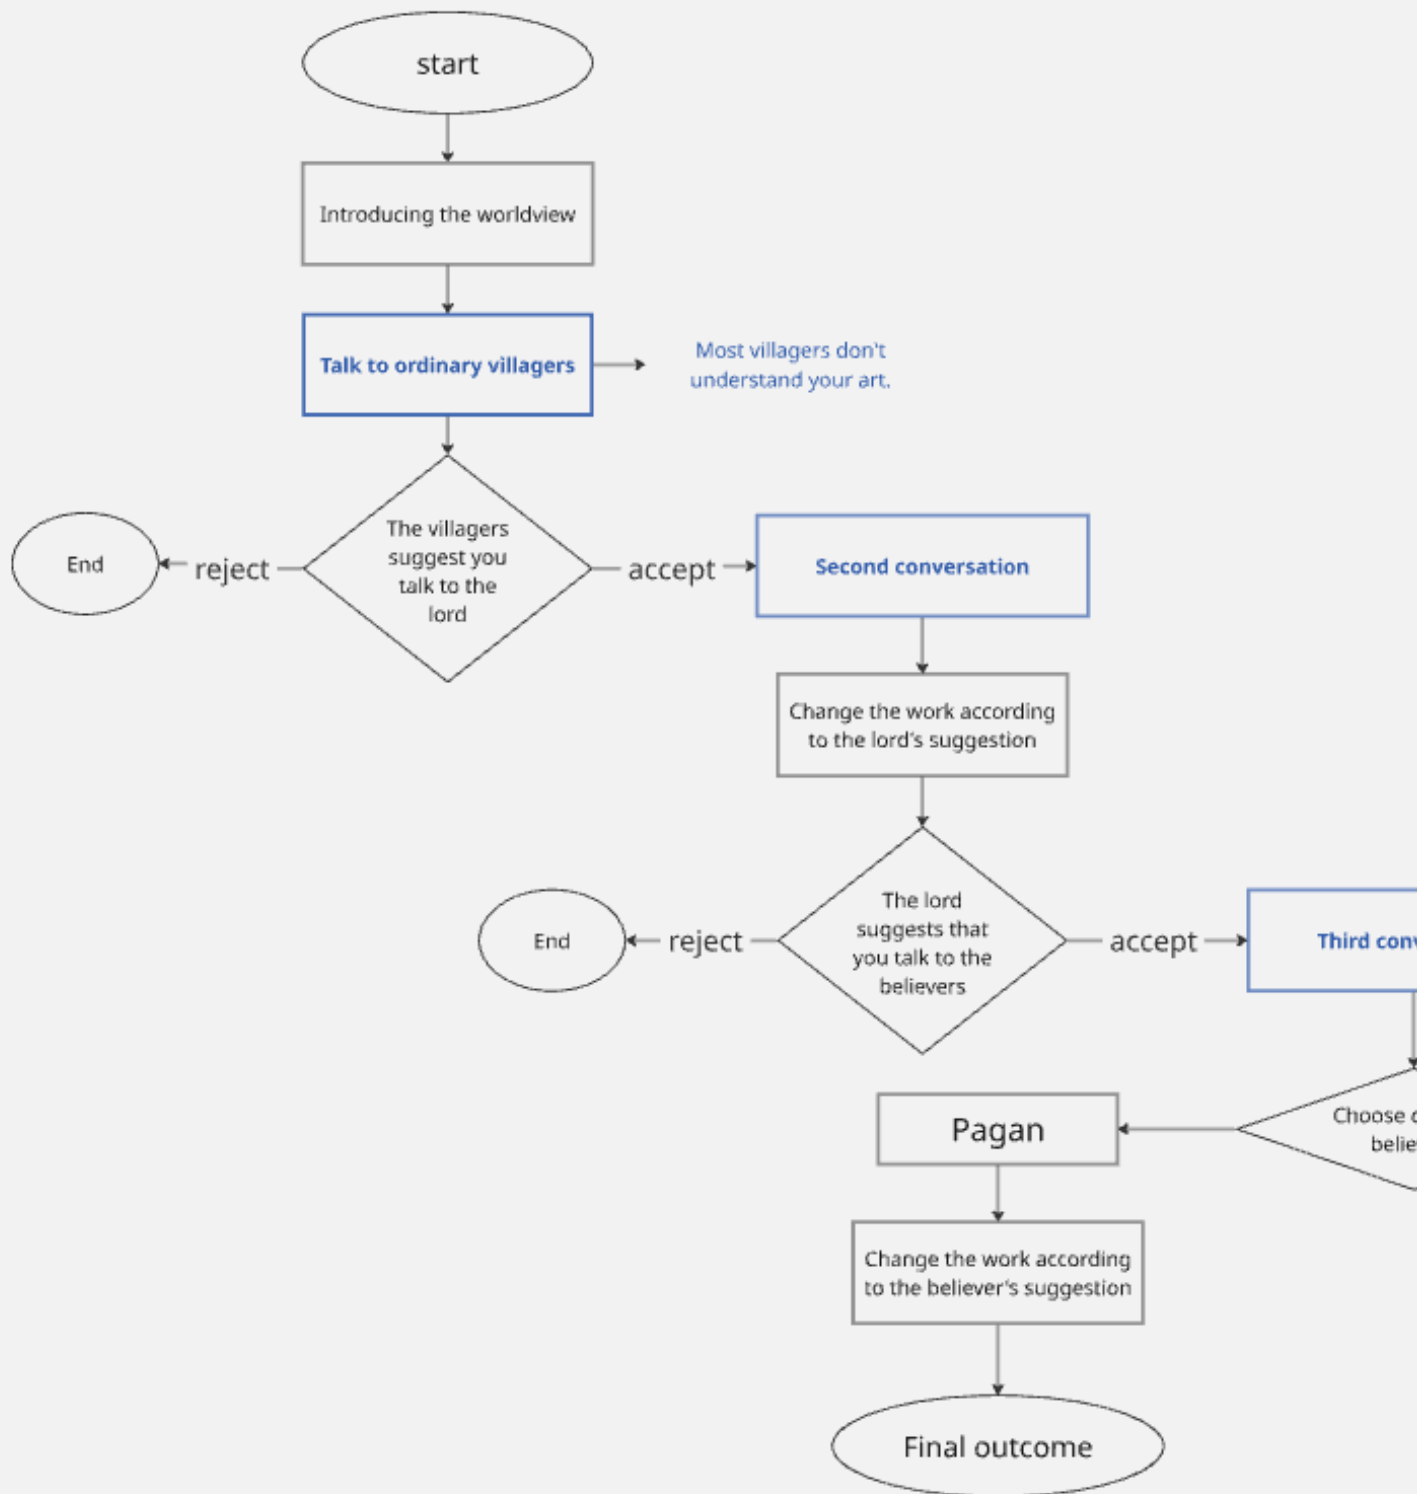 start
Introducing the worldview
Talk to ordinary villagers
Most villagers don't
understand your art.
The villagers
suggest you
talk to the
lord
End
reject
accept
Second conversation
Change the work according
to the lord's suggestion
The lord
suggests that
you talk to the
believers
End
reject
accept
Third
Choose
Pagan
Change the work according
to the believer's suggestion
Final outcome